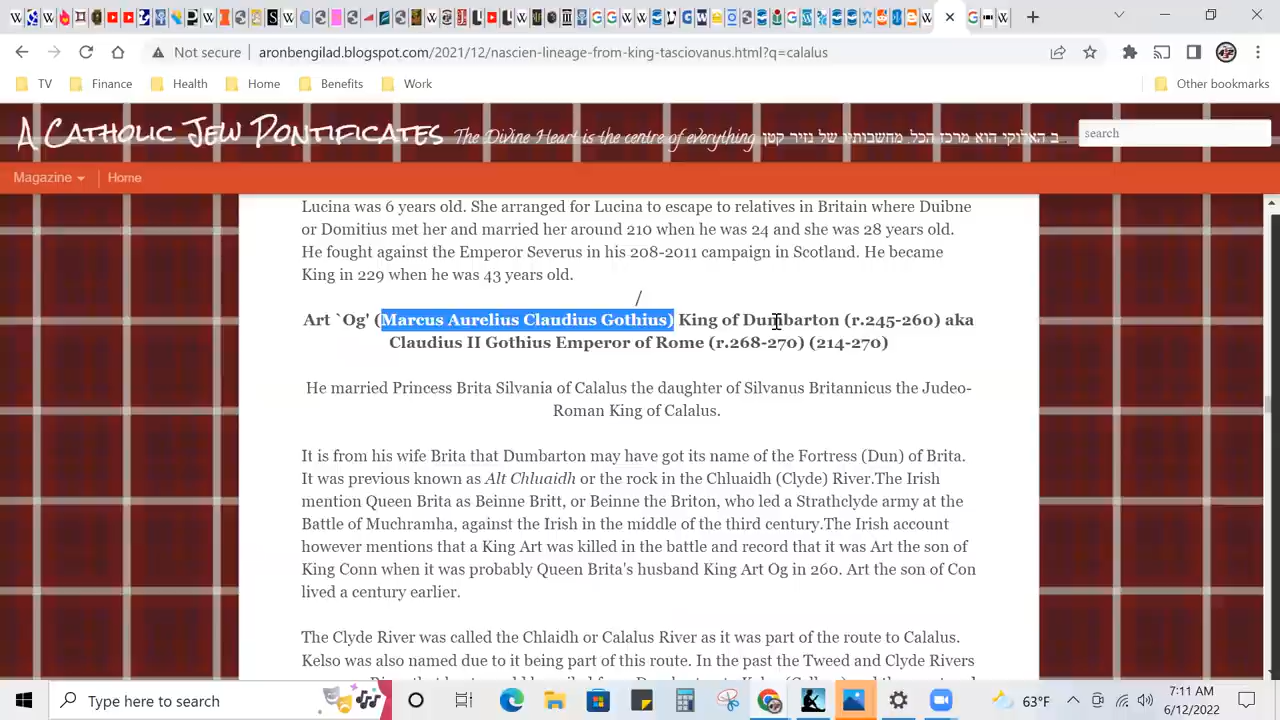 Not secure aronbengilad.blogspot.com/2021/12/nascien-lineage-from-king-tasciovanus.html?q=calalus
TV Finance Health Home Benefits Work Other bookmarks
A Catholic Jew Pontificates The Divine Heart is the centre of everything ב האלוקי הוא מרכז הכל. מחשבותיו של נזיר קטן search
Magazine Home
Lucina was 6 years old. She arranged for Lucina to escape to relatives in Britain where Duibne
or Domitius met her and married her around 210 when he was 24 and she was 28 years old.
He fought against the Emperor Severus in his 208-2011 campaign in Scotland. He became
King in 229 when he was 43 years old.
/
Art `Og' (Marcus Aurelius Claudius Gothius) King of Dumbarton (r.245-260) aka
Claudius II Gothius Emperor of Rome (r.268-270) (214-270)
He married Princess Brita Silvania of Calalus the daughter of Silvanus Britannicus the Judeo-
Roman King of Calalus.
It is from his wife Brita that Dumbarton may have got its name of the Fortress (Dun) of Brita.
It was previous known as Alt Chluaidh or the rock in the Chluaidh (Clyde) River.The Irish
mention Queen Brita as Beinne Britt, or Beinne the Briton, who led a Strathclyde army at the
Battle of Muchramha, against the Irish in the middle of the third century.The Irish account
however mentions that a King Art was killed in the battle and record that it was Art the son of
King Conn when it was probably Queen Brita's husband King Art Og in 260. Art the son of Con
lived a century earlier.
The Clyde River was called the Chlaidh or Calalus River as it was part of the route to Calalus.
Kelso was also named due to it being part of this route. In the past the Tweed and Clyde Rivers
Type here to search 63°F 7:11 AM
6/12/2022